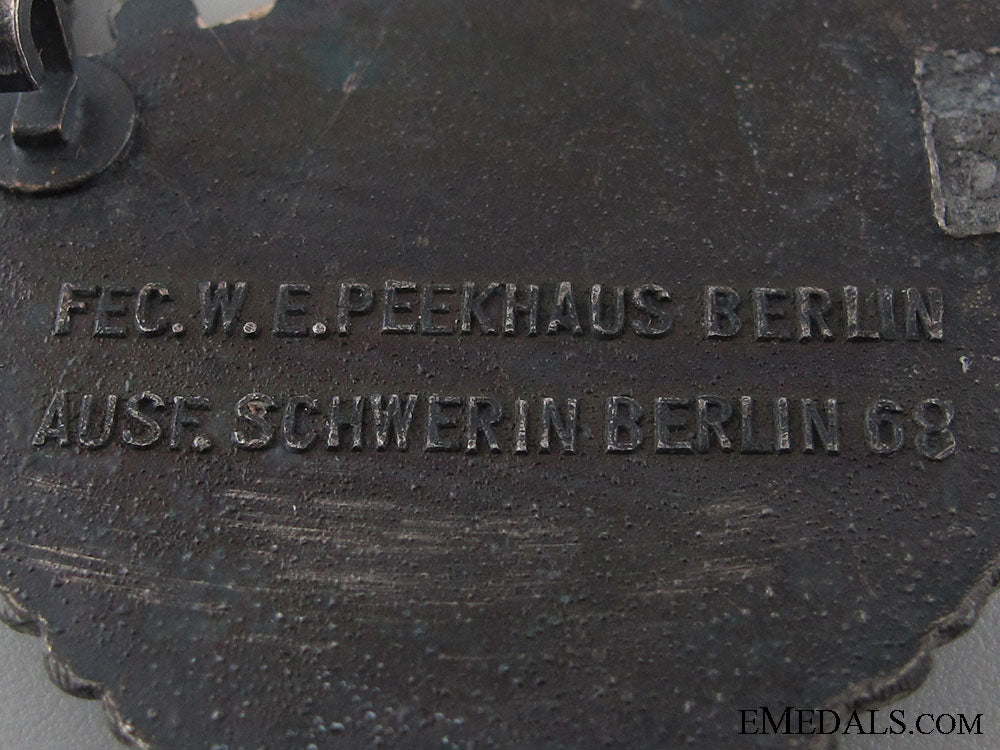 FEC. W. E. PEEKHAUS BERLIN
AUSF. SCHWERIN BERLIN 68
EMEDALS.COM